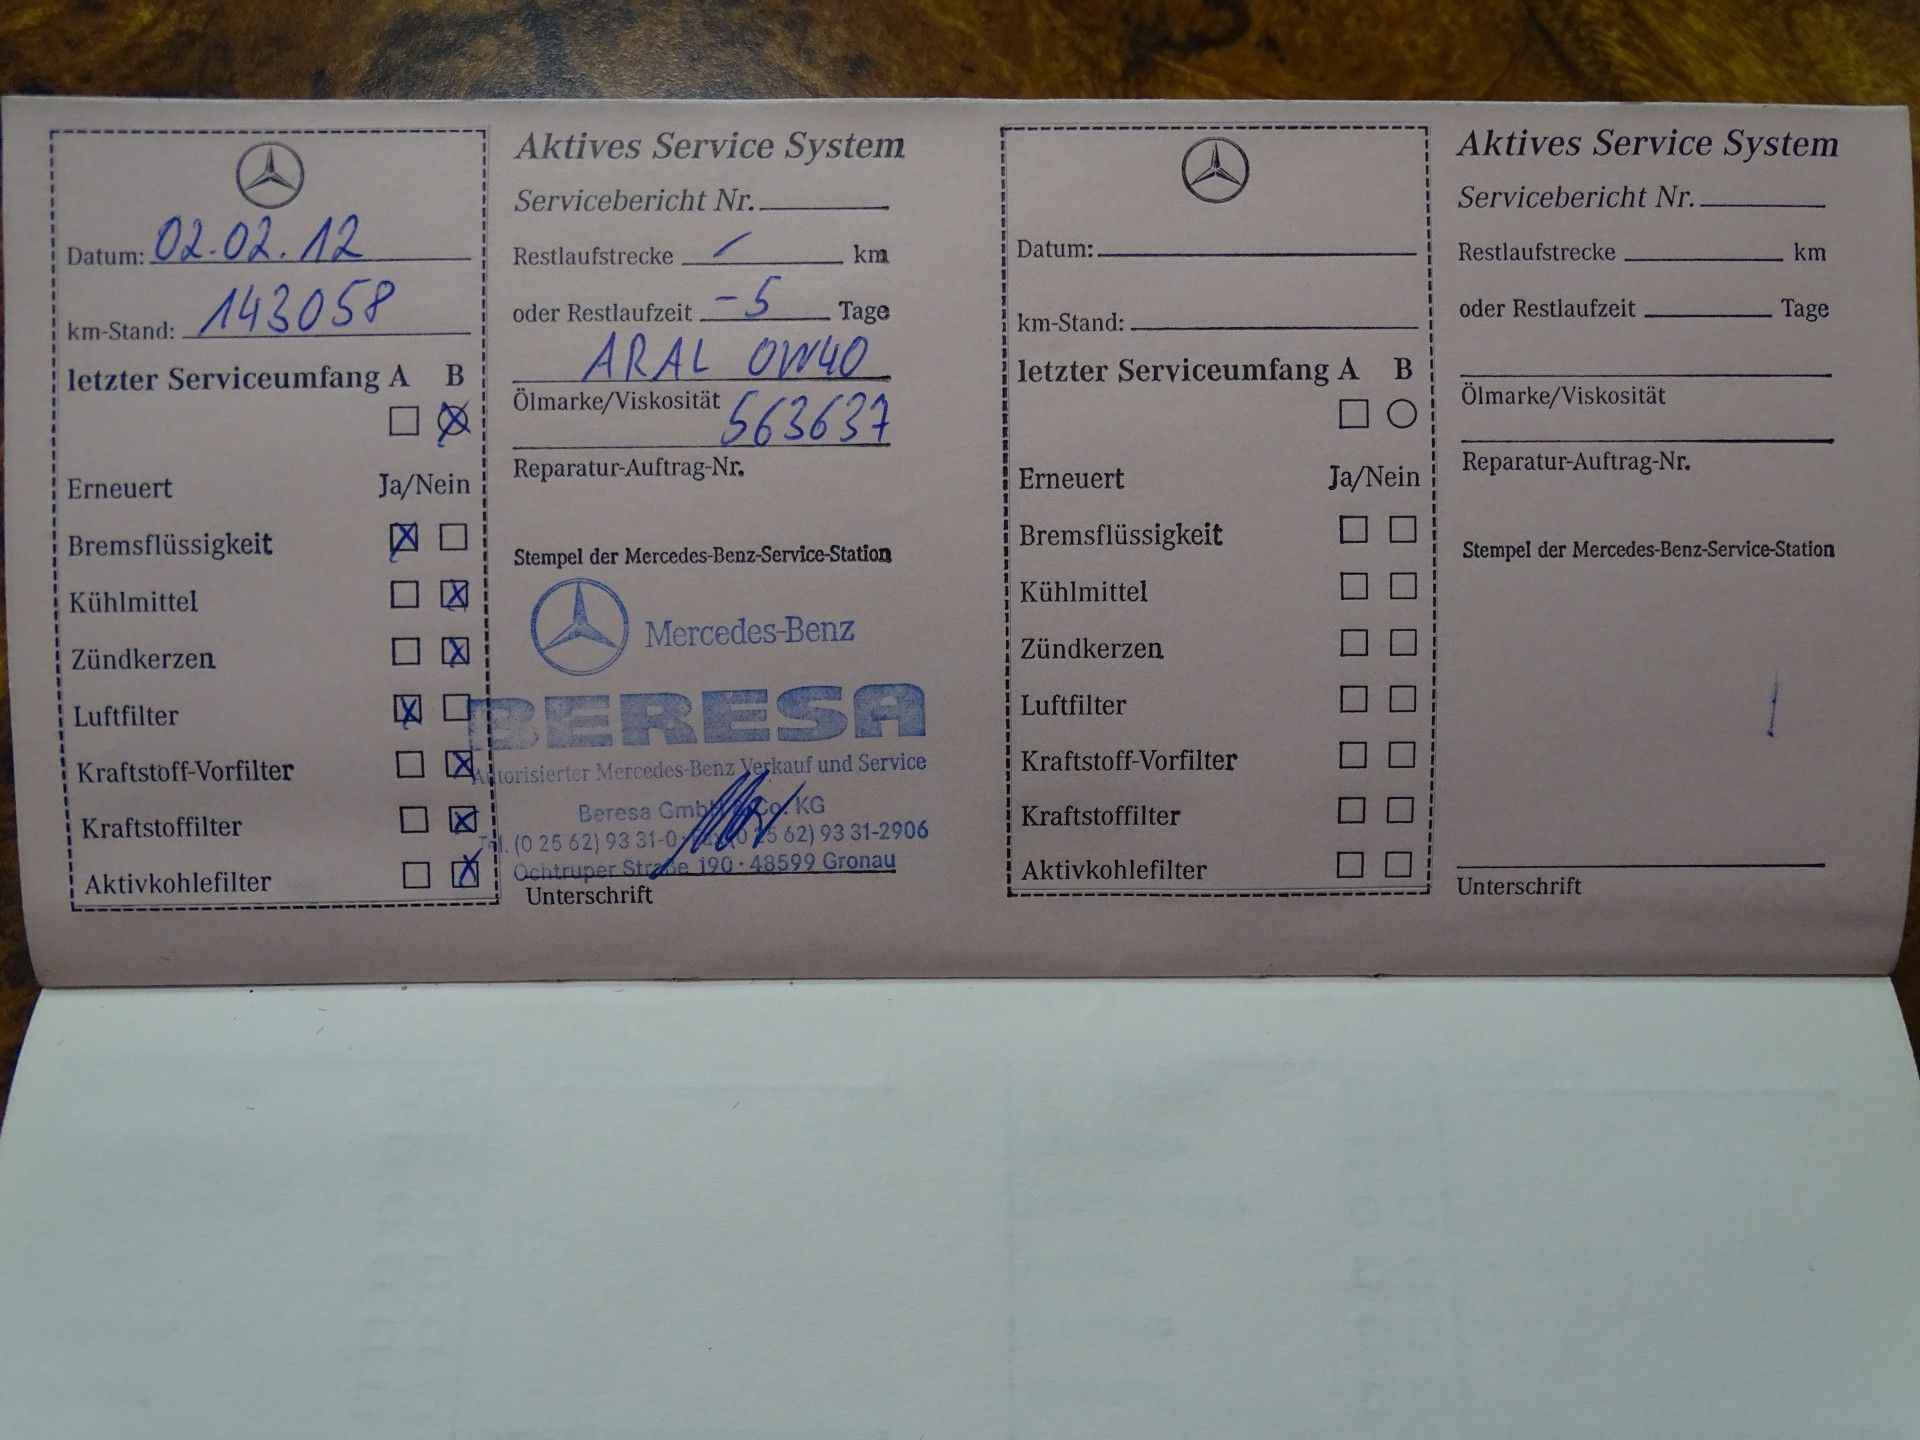 Datum: 02.02.12
km-Stand: 143058
letzter Serviceumfang A B
Erneuert Ja/Nein
Bremsflüssigkeit
Kühlmittel
Zündkerzen
Luftfilter
Kraftstoff-Vorfilter
Kraftstoffilter
Aktivkohlefilter
Aktives Service System
Servicebericht Nr.
Restlaufstrecke / km
oder Restlaufzeit -5 Tage
ARAL 0W40
Ölmarke/Viskosität
563637
Reparatur-Auftrag-Nr.
Stempel der Mercedes-Benz-Service-Station
Mercedes-Benz
BERESA
Autorisierter Mercedes-Benz Verkauf und Service
Beresa GmbH & Co. KG
Tel. (0 25 62) 93 31-0 · Fax (0 25 62) 93 31-2906
Ochtruper Straße 190 · 48599 Gronau
Unterschrift
Datum:
km-Stand:
letzter Serviceumfang A B
Erneuert Ja/Nein
Bremsflüssigkeit
Kühlmittel
Zündkerzen
Luftfilter
Kraftstoff-Vorfilter
Kraftstoffilter
Aktivkohlefilter
Aktives Service System
Servicebericht Nr.
Restlaufstrecke km
oder Restlaufzeit Tage
Ölmarke/Viskosität
Reparatur-Auftrag-Nr.
Stempel der Mercedes-Benz-Service-Station
Unterschrift